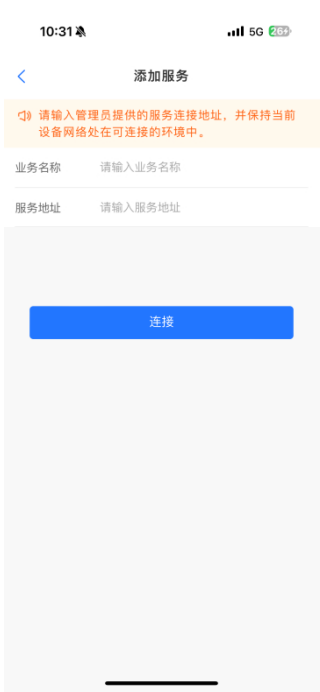 10:31 5G 26
添加服务
请输入管理员提供的服务连接地址，并保持当前
设备网络处在可连接的环境中。
业务名称 请输入业务名称
服务地址 请输入服务地址
连接